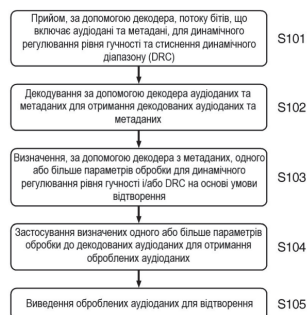 Прийом, за допомогою декодера, потоку бітів, що
включає аудіодані та метадані, для динамічного
регулювання рівня гучності та стиснення динамічного
діапазону (DRC)
S101
Декодування за допомогою декодера аудіоданих та
метаданих для отримання декодованих аудіоданих та
метаданих
S102
Визначення, за допомогою декодера з метаданих, одного
або більше параметрів обробки для динамічного
регулювання рівня гучності і/або DRC на основі умови
відтворення
S103
Застосування визначених одного або більше параметрів
обробки до декодованих аудіоданих для отримання
оброблених аудіоданих
S104
Виведення оброблених аудіоданих для відтворення
S105